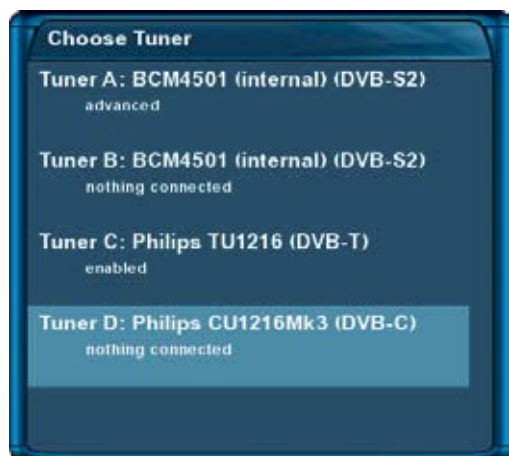 Choose Tuner
Tuner A: BCM4501 (internal) (DVB-S2)
advanced
Tuner B: BCM4501 (internal) (DVB-S2)
nothing connected
Tuner C: Philips TU1216 (DVB-T)
enabled
Tuner D: Philips CU1216Mk3 (DVB-C)
nothing connected